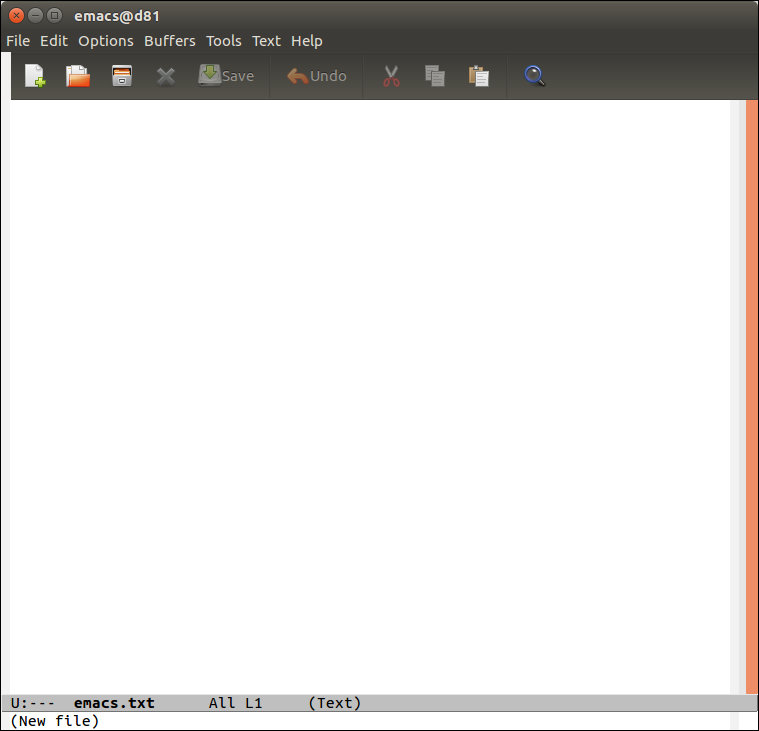 emacs@d81
File Edit Options Buffers Tools Text Help
Save Undo
U:--- emacs.txt All L1 (Text)
(New file)